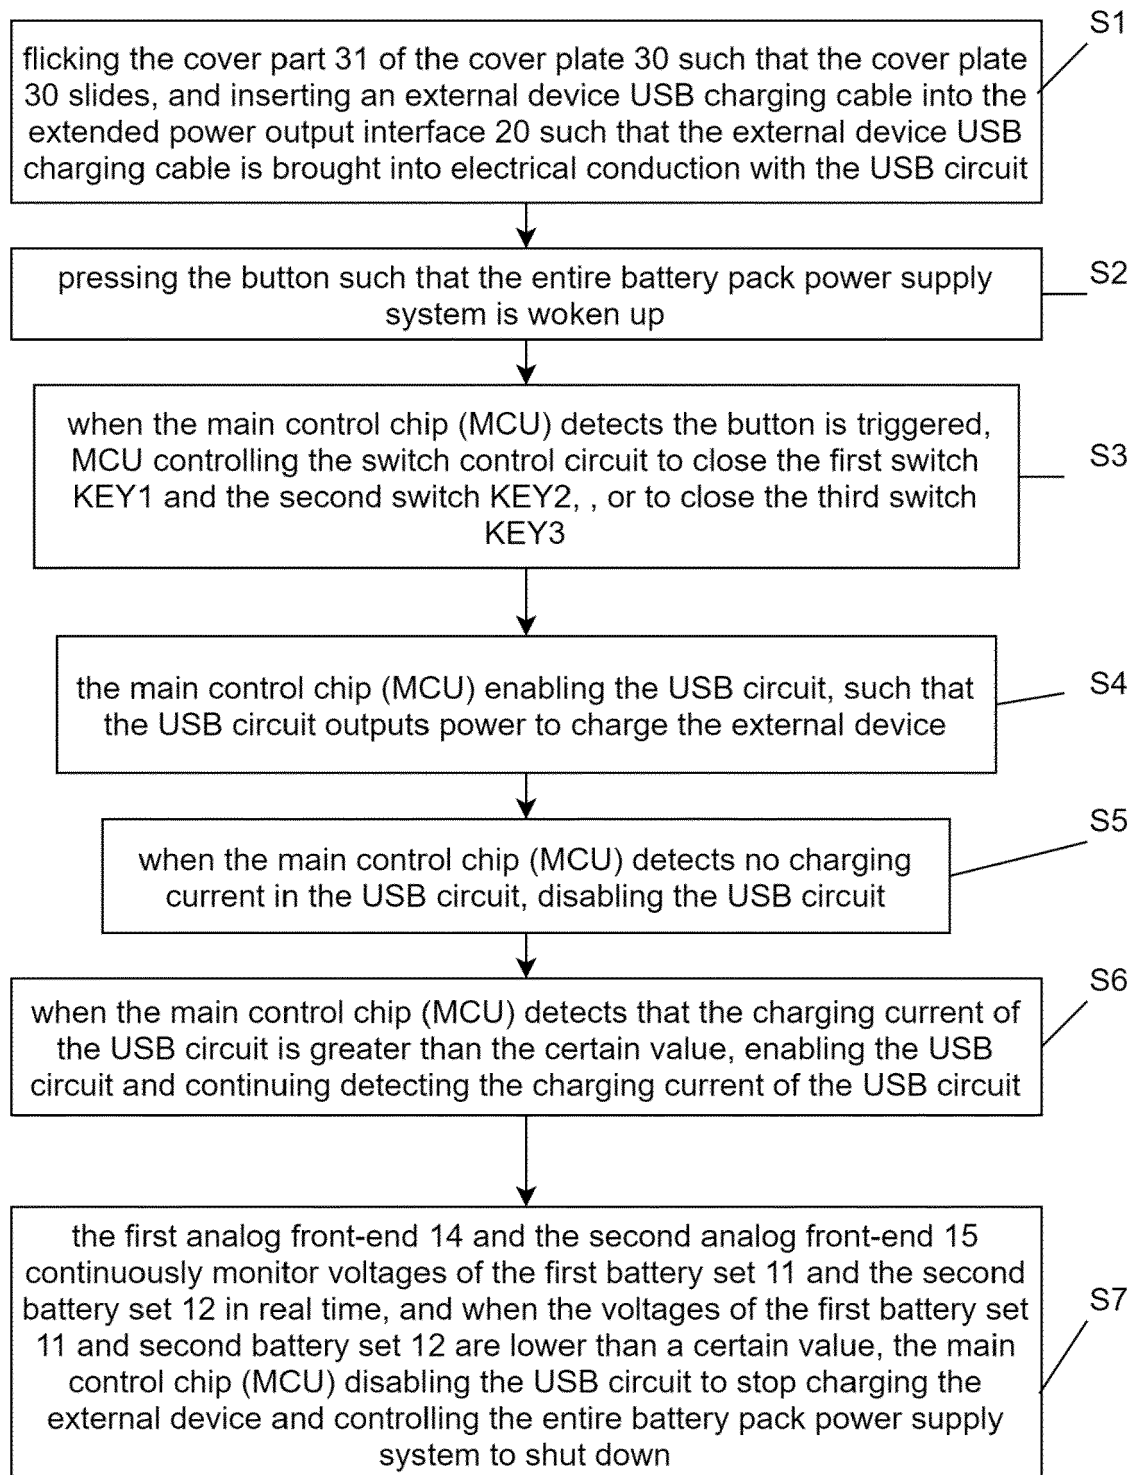 S1
flicking the cover part 31 of the cover plate 30 such that the cover plate
30 slides, and inserting an external device USB charging cable into the
extended power output interface 20 such that the external device USB
charging cable is brought into electrical conduction with the USB circuit
S2
pressing the button such that the entire battery pack power supply
system is woken up
S3
when the main control chip (MCU) detects the button is triggered,
MCU controlling the switch control circuit to close the first switch
KEY1 and the second switch KEY2, , or to close the third switch
KEY3
S4
the main control chip (MCU) enabling the USB circuit, such that
the USB circuit outputs power to charge the external device
S5
when the main control chip (MCU) detects no charging
current in the USB circuit, disabling the USB circuit
S6
when the main control chip (MCU) detects that the charging current of
the USB circuit is greater than the certain value, enabling the USB
circuit and continuing detecting the charging current of the USB circuit
S7
the first analog front-end 14 and the second analog front-end 15
continuously monitor voltages of the first battery set 11 and the second
battery set 12 in real time, and when the voltages of the first battery set
11 and second battery set 12 are lower than a certain value, the main
control chip (MCU) disabling the USB circuit to stop charging the
external device and controlling the entire battery pack power supply
system to shut down